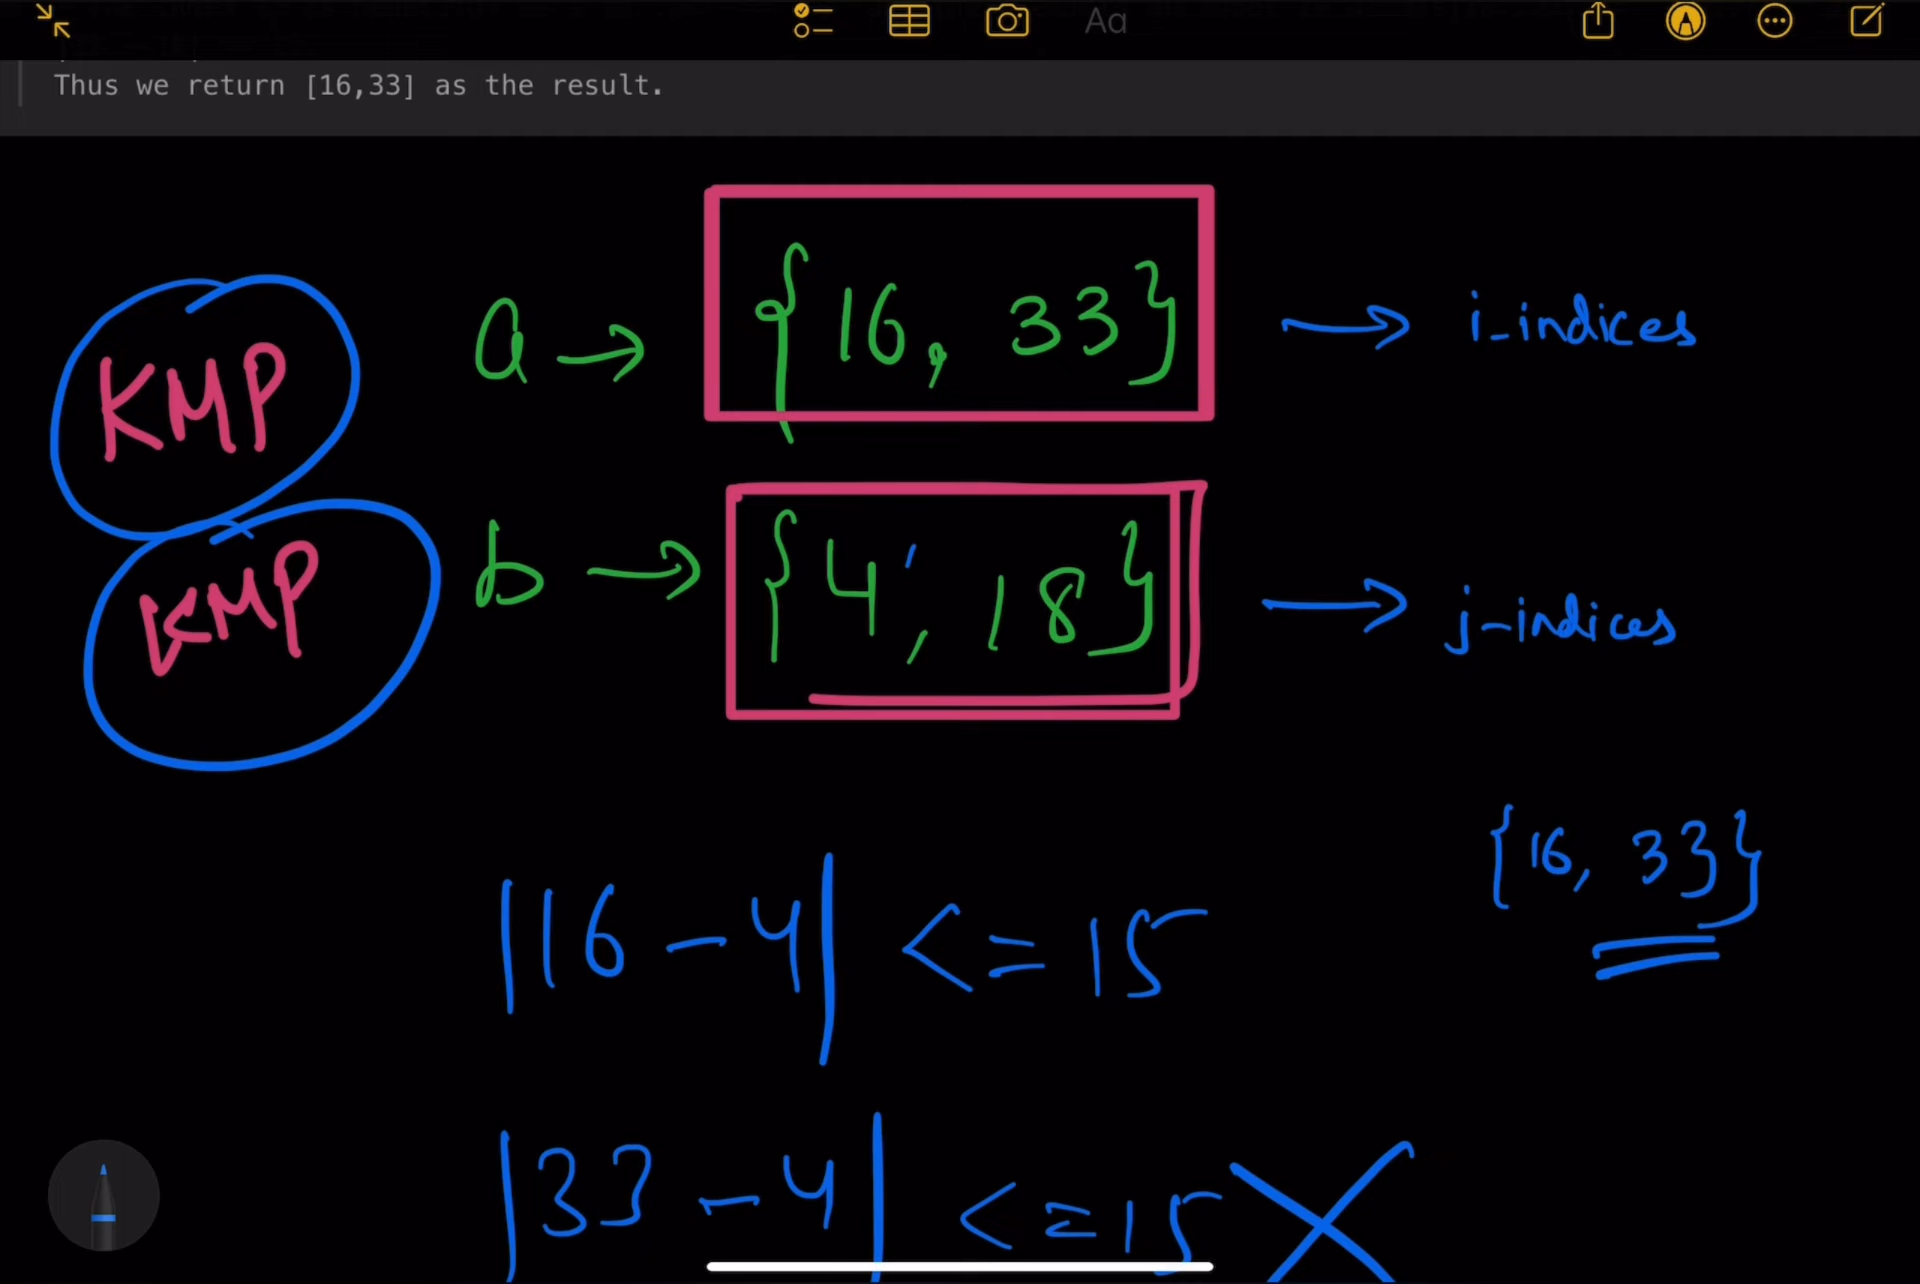 Aa
Thus we return [16,33] as the result.
KMP
a → {16, 33} → i_indices
KMP
b → {4, 18} → j-indices
{16, 33}
|16-4| <= 15
|33-4| <= 15 X